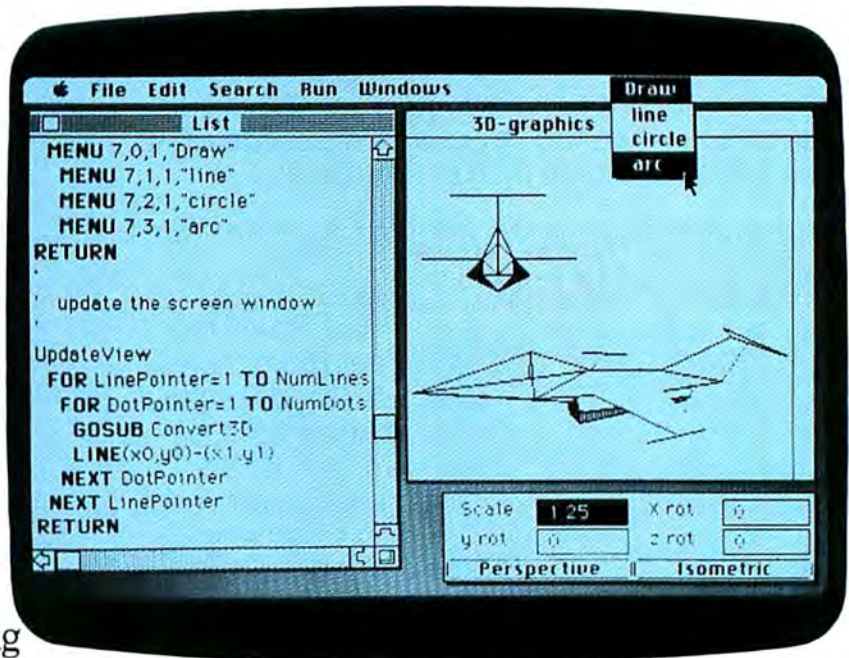 File Edit Search Run Windows Draw
line
circle
arc
List
MENU 7,0,1,"Draw"
MENU 7,1,1,"line"
MENU 7,2,1,"circle"
MENU 7,3,1,"arc"
RETURN
'
' update the screen window
'
UpdateView
FOR LinePointer=1 TO NumLines
FOR DotPointer=1 TO NumDots
GOSUB Convert3D
LINE(x0,y0)-(x1,y1)
NEXT DotPointer
NEXT LinePointer
RETURN
3D-graphics
Scale 1.25 X rot 0
y rot 0 z rot 0
Perspective Isometric